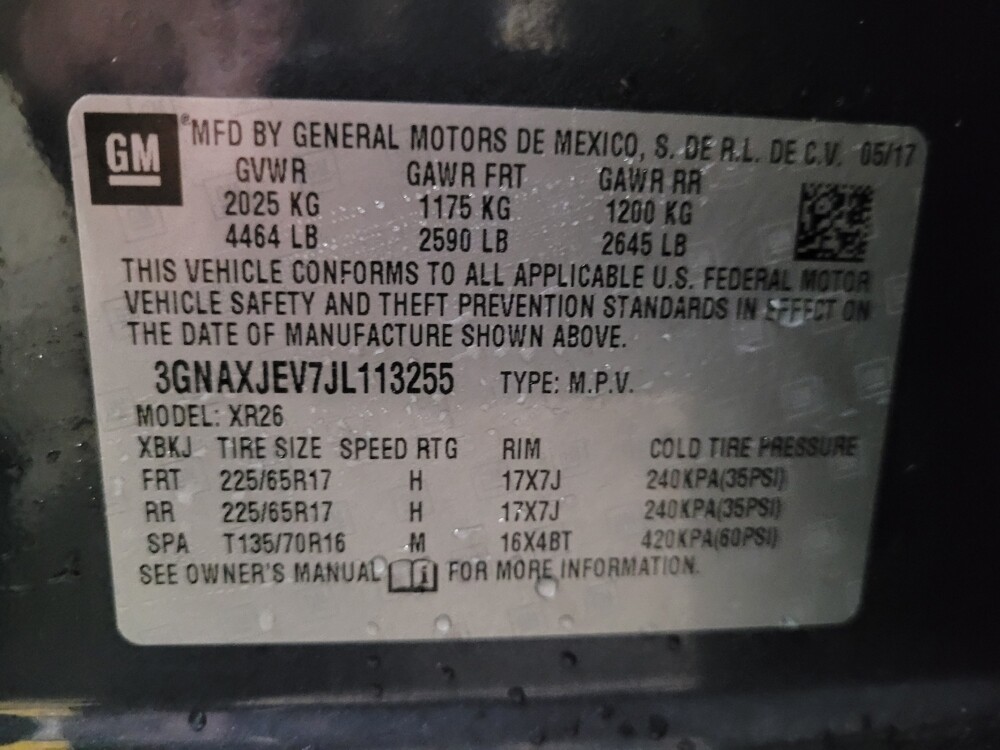 GM ®MFD BY GENERAL MOTORS DE MEXICO, S. DE R.L. DE C.V. 05/17
GVWR GAWR FRT GAWR RR
2025 KG 1175 KG 1200 KG
4464 LB 2590 LB 2645 LB
THIS VEHICLE CONFORMS TO ALL APPLICABLE U.S. FEDERAL MOTOR
VEHICLE SAFETY AND THEFT PREVENTION STANDARDS IN EFFECT ON
THE DATE OF MANUFACTURE SHOWN ABOVE.
3GNAXJEV7JL113255 TYPE: M.P.V.
MODEL: XR26
XBKJ TIRE SIZE SPEED RTG RIM COLD TIRE PRESSURE
FRT 225/65R17 H 17X7J 240KPA(35PSI)
RR 225/65R17 H 17X7J 240KPA(35PSI)
SPA T135/70R16 M 16X4BT 420KPA(60PSI)
SEE OWNER'S MANUAL i FOR MORE INFORMATION.